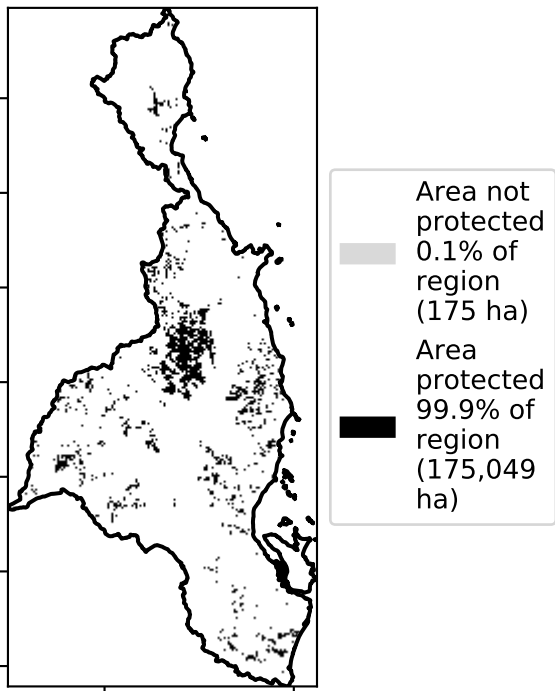 Area not
protected
0.1% of
region
(175 ha)
Area
protected
99.9% of
region
(175,049
ha)